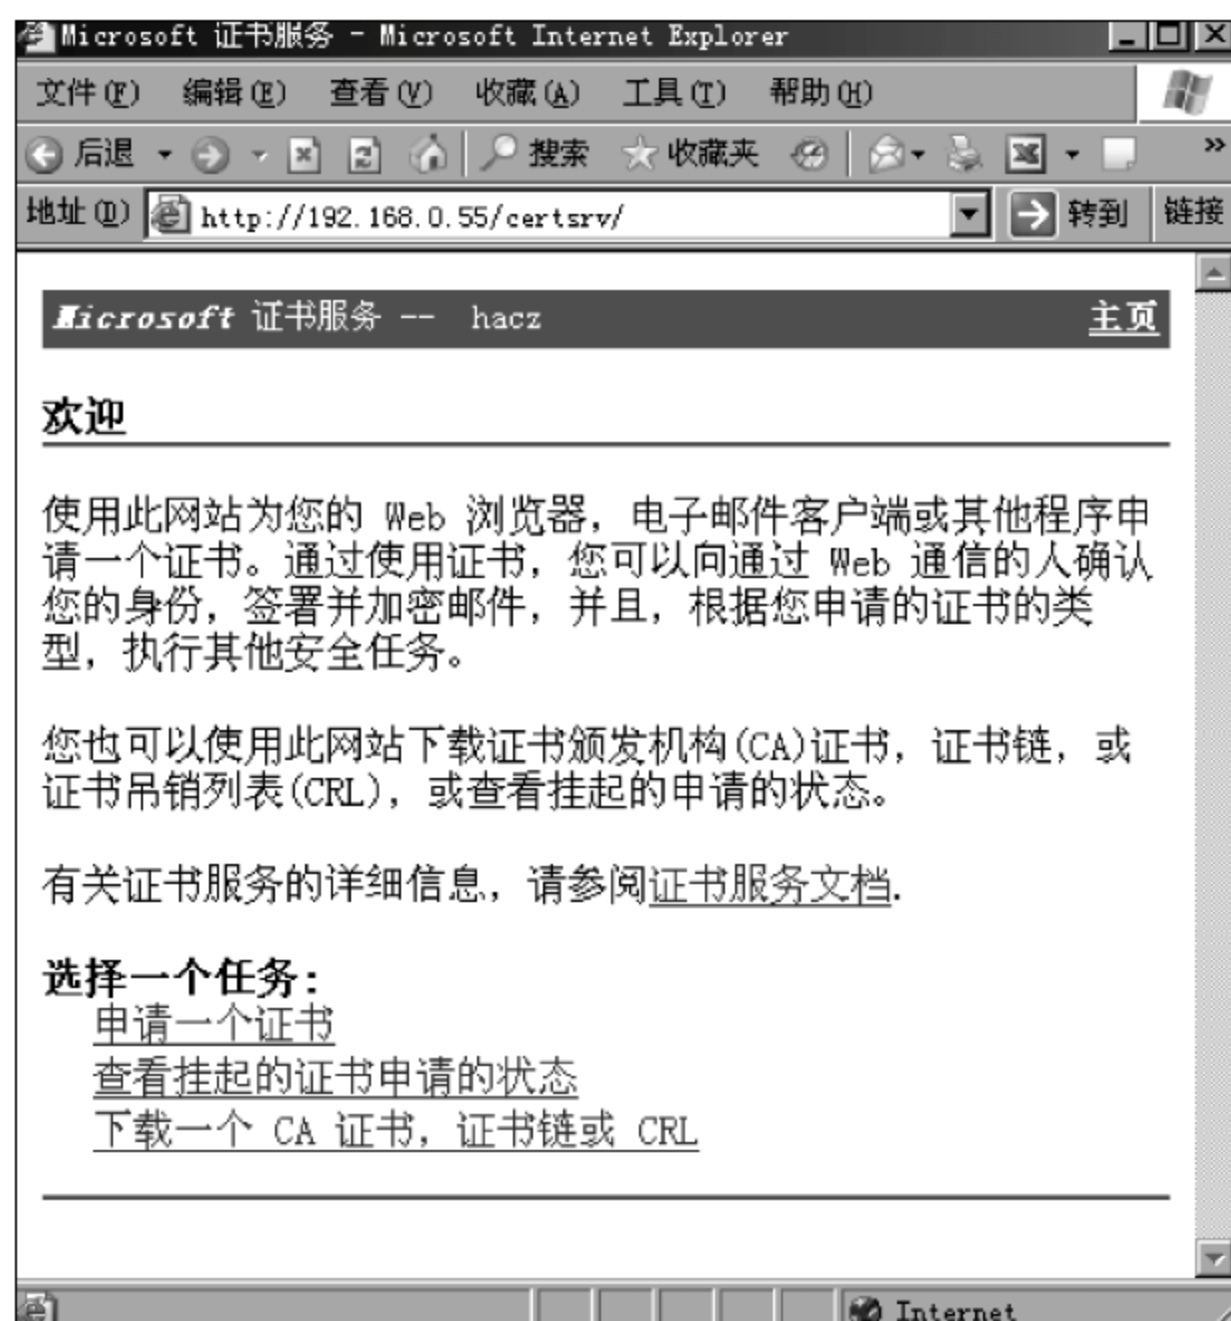 Microsoft 证书服务 - Microsoft Internet Explorer
文件(F) 编辑(E) 查看(V) 收藏(A) 工具(T) 帮助(H)
后退 搜索 收藏夹 »
地址(D) http://192.168.0.55/certsrv/ 转到 链接
Microsoft 证书服务 -- hacz 主页
欢迎
使用此网站为您的 Web 浏览器，电子邮件客户端或其他程序申
请一个证书。通过使用证书，您可以向通过 Web 通信的人确认
您的身份，签署并加密邮件，并且，根据您申请的证书的类
型，执行其他安全任务。
您也可以使用此网站下载证书颁发机构(CA)证书，证书链，或
证书吊销列表(CRL)，或查看挂起的申请的状态。
有关证书服务的详细信息，请参阅证书服务文档.
选择一个任务:
申请一个证书
查看挂起的证书申请的状态
下载一个 CA 证书，证书链或 CRL
Internet